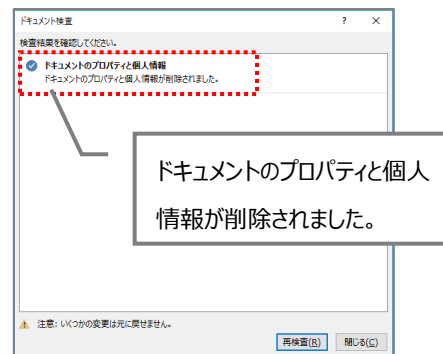 ドキュメント検査
? ×
検査結果を確認してください。
ドキュメントのプロパティと個人情報
ドキュメントのプロパティと個人情報が削除されました。
ドキュメントのプロパティと個人
情報が削除されました。
注意: いくつかの変更は元に戻せません。
再検査(R) 閉じる(C)